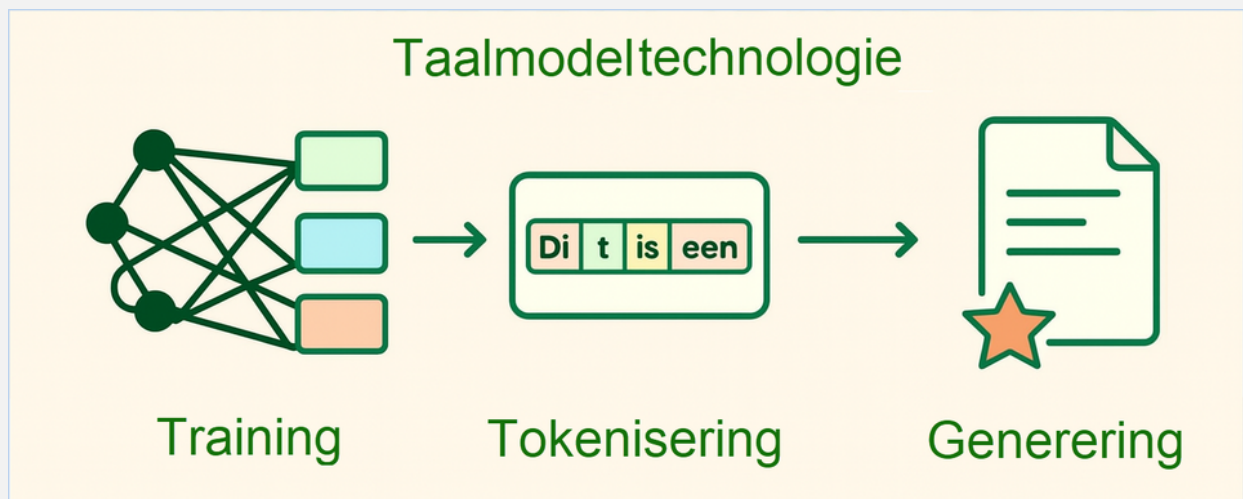 Taalmodeltechnologie
Di t is een
Training
Tokenisering
Generering